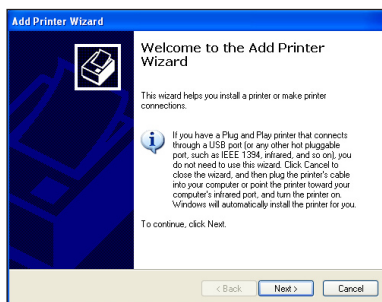 Add Printer Wizard
Welcome to the Add Printer
Wizard
This wizard helps you install a printer or make printer
connections.
If you have a Plug and Play printer that connects
through a USB port (or any other hot pluggable
port, such as IEEE 1394, infrared, and so on), you
do not need to use this wizard. Click Cancel to
close the wizard, and then plug the printer's cable
into your computer or point the printer toward your
computer's infrared port, and turn the printer on.
Windows will automatically install the printer for you.
To continue, click Next.
< Back Next > Cancel